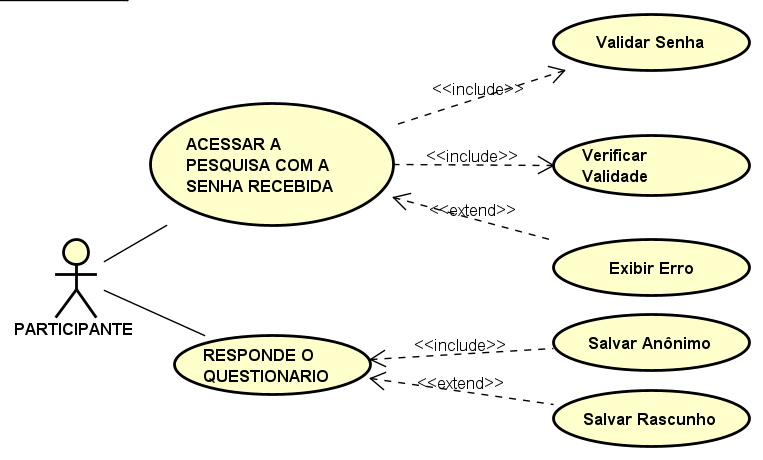 Validar Senha
<<include>>
ACESSAR A
PESQUISA COM A
SENHA RECEBIDA
<<include>>
Verificar
Validade
<<extend>>
Exibir Erro
PARTICIPANTE
RESPONDE O
QUESTIONARIO
<<include>>
Salvar Anônimo
<<extend>>
Salvar Rascunho